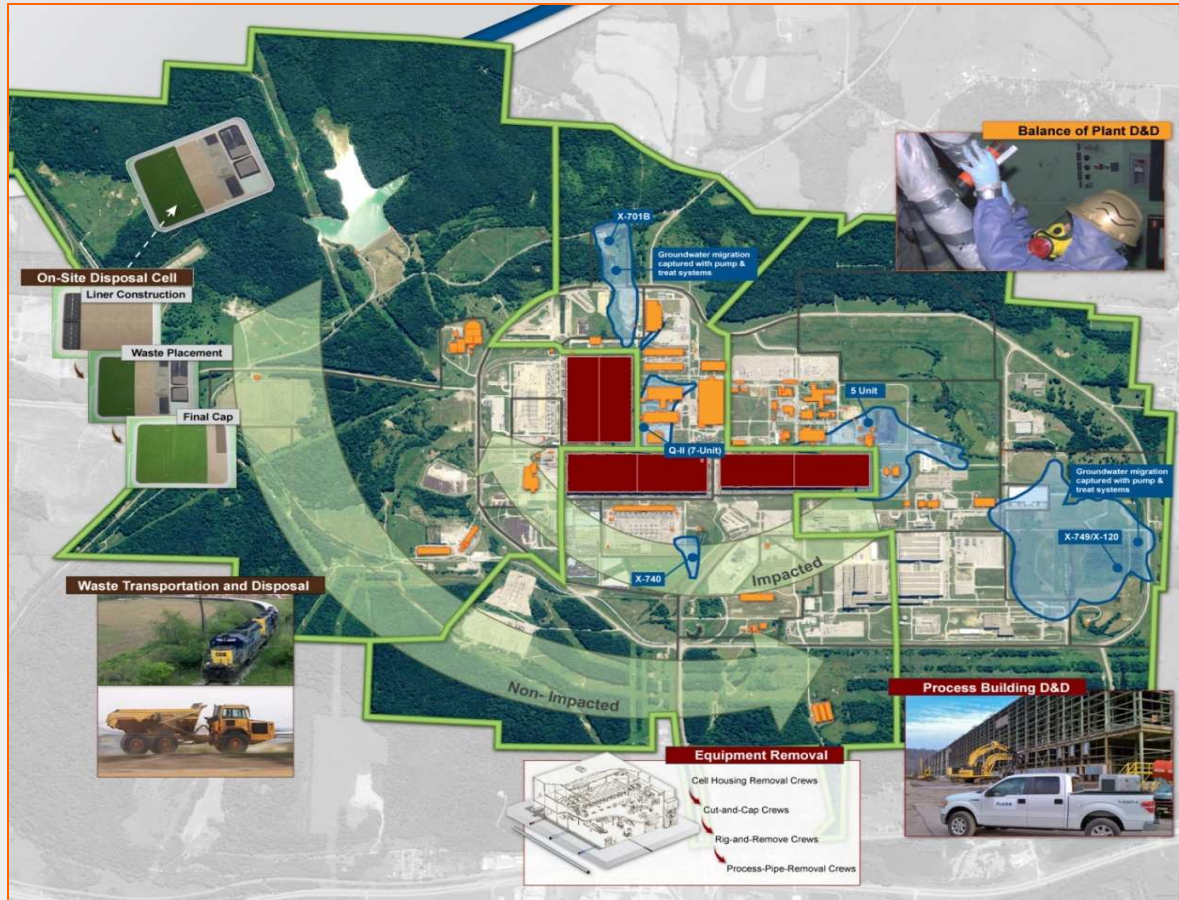 Balance of Plant D&D
X-701B
Groundwater migration
captured with pump &
treat systems
On-Site Disposal Cell
Liner Construction
Waste Placement
Final Cap
5 Unit
Q-II (7-Unit)
Groundwater migration
captured with pump &
treat systems
X-749/X-120
X-740
Impacted
Non- Impacted
Waste Transportation and Disposal
Process Building D&D
Equipment Removal
Cell Housing Removal Crews
Cut-and-Cap Crews
Rig-and-Remove Crews
Process-Pipe-Removal Crews